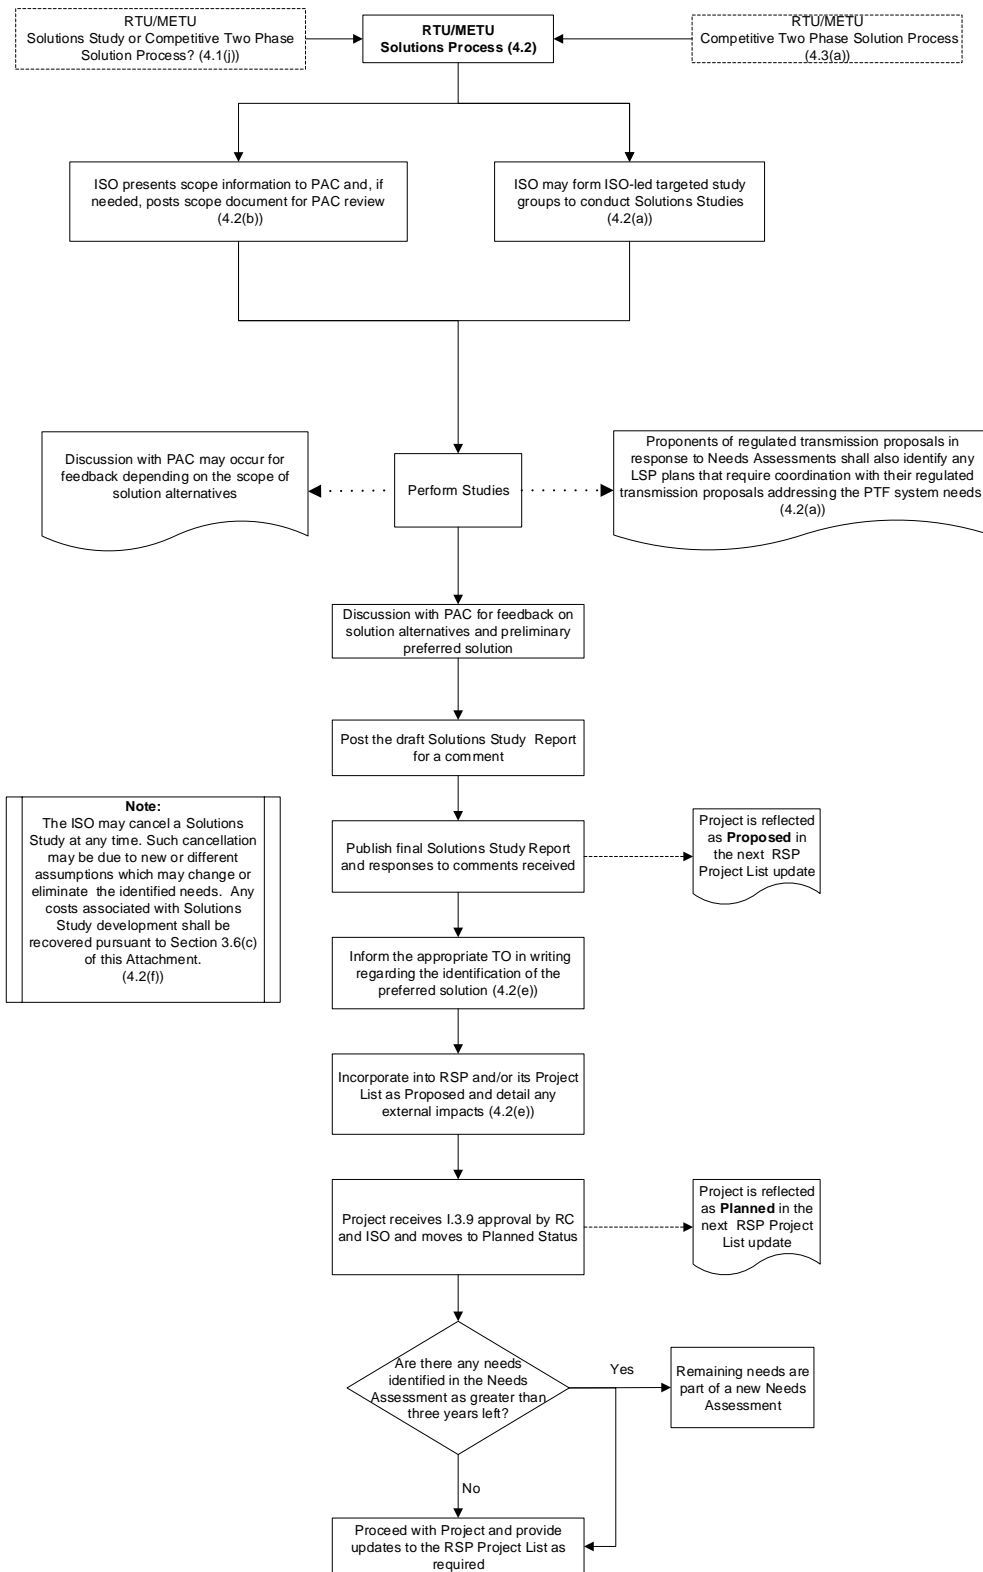 RTU/METU
Solutions Study or Competitive Two Phase
Solution Process? (4.1(j))
RTU/METU
Solutions Process (4.2)
RTU/METU
Competitive Two Phase Solution Process
(4.3(a))
ISO presents scope information to PAC and, if
needed, posts scope document for PAC review
(4.2(b))
ISO may form ISO-led targeted study
groups to conduct Solutions Studies
(4.2(a))
Discussion with PAC may occur for
feedback depending on the scope of
solution alternatives
Perform Studies
Proponents of regulated transmission proposals in
response to Needs Assessments shall also identify any
LSP plans that require coordination with their regulated
transmission proposals addressing the PTF system needs
(4.2(a))
Discussion with PAC for feedback on
solution alternatives and preliminary
preferred solution
Post the draft Solutions Study Report
for a comment
Note:
The ISO may cancel a Solutions
Study at any time. Such cancellation
may be due to new or different
assumptions which may change or
eliminate the identified needs. Any
costs associated with Solutions
Study development shall be
recovered pursuant to Section 3.6(c)
of this Attachment.
(4.2(f))
Publish final Solutions Study Report
and responses to comments received
Project is reflected
as Proposed in
the next RSP
Project List update
Inform the appropriate TO in writing
regarding the identification of the
preferred solution (4.2(e))
Incorporate into RSP and/or its Project
List as Proposed and detail any
external impacts (4.2(e))
Project receives I.3.9 approval by RC
and ISO and moves to Planned Status
Project is reflected
as Planned in the
next RSP Project
List update
Are there any needs
identified in the Needs
Assessment as greater than
three years left?
Yes
Remaining needs are
part of a new Needs
Assessment
No
Proceed with Project and provide
updates to the RSP Project List as
required